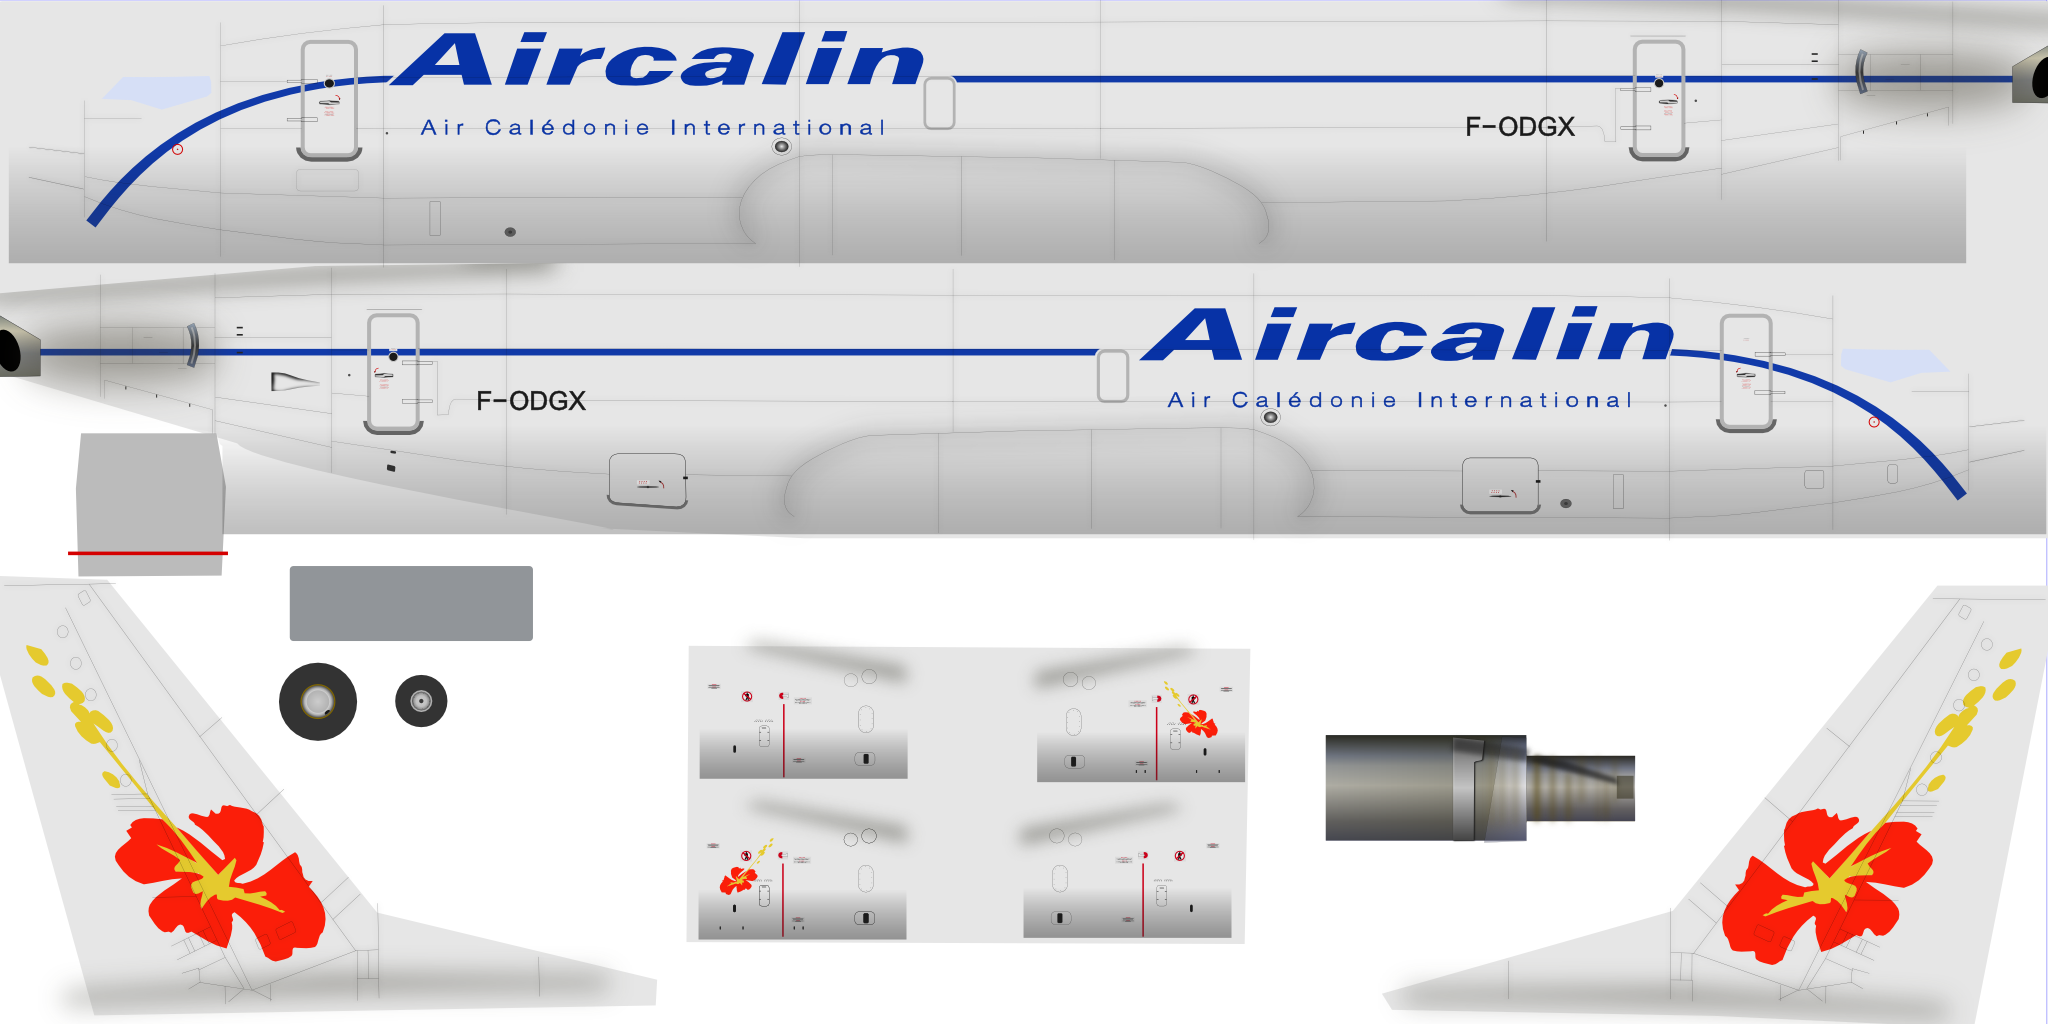 Aircalin
Air Calédonie International
F-ODGX
Aircalin
F-ODGX
Air Calédonie International